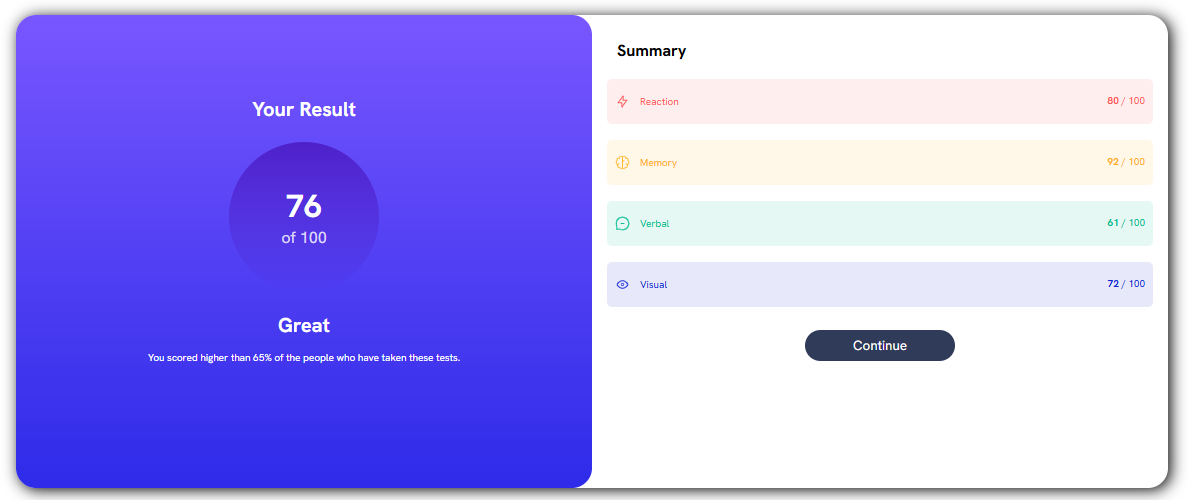 Your Result
76
of 100
Great
You scored higher than 65% of the people who have taken these tests.
Summary
Reaction 80 / 100
Memory 92 / 100
Verbal 61 / 100
Visual 72 / 100
Continue